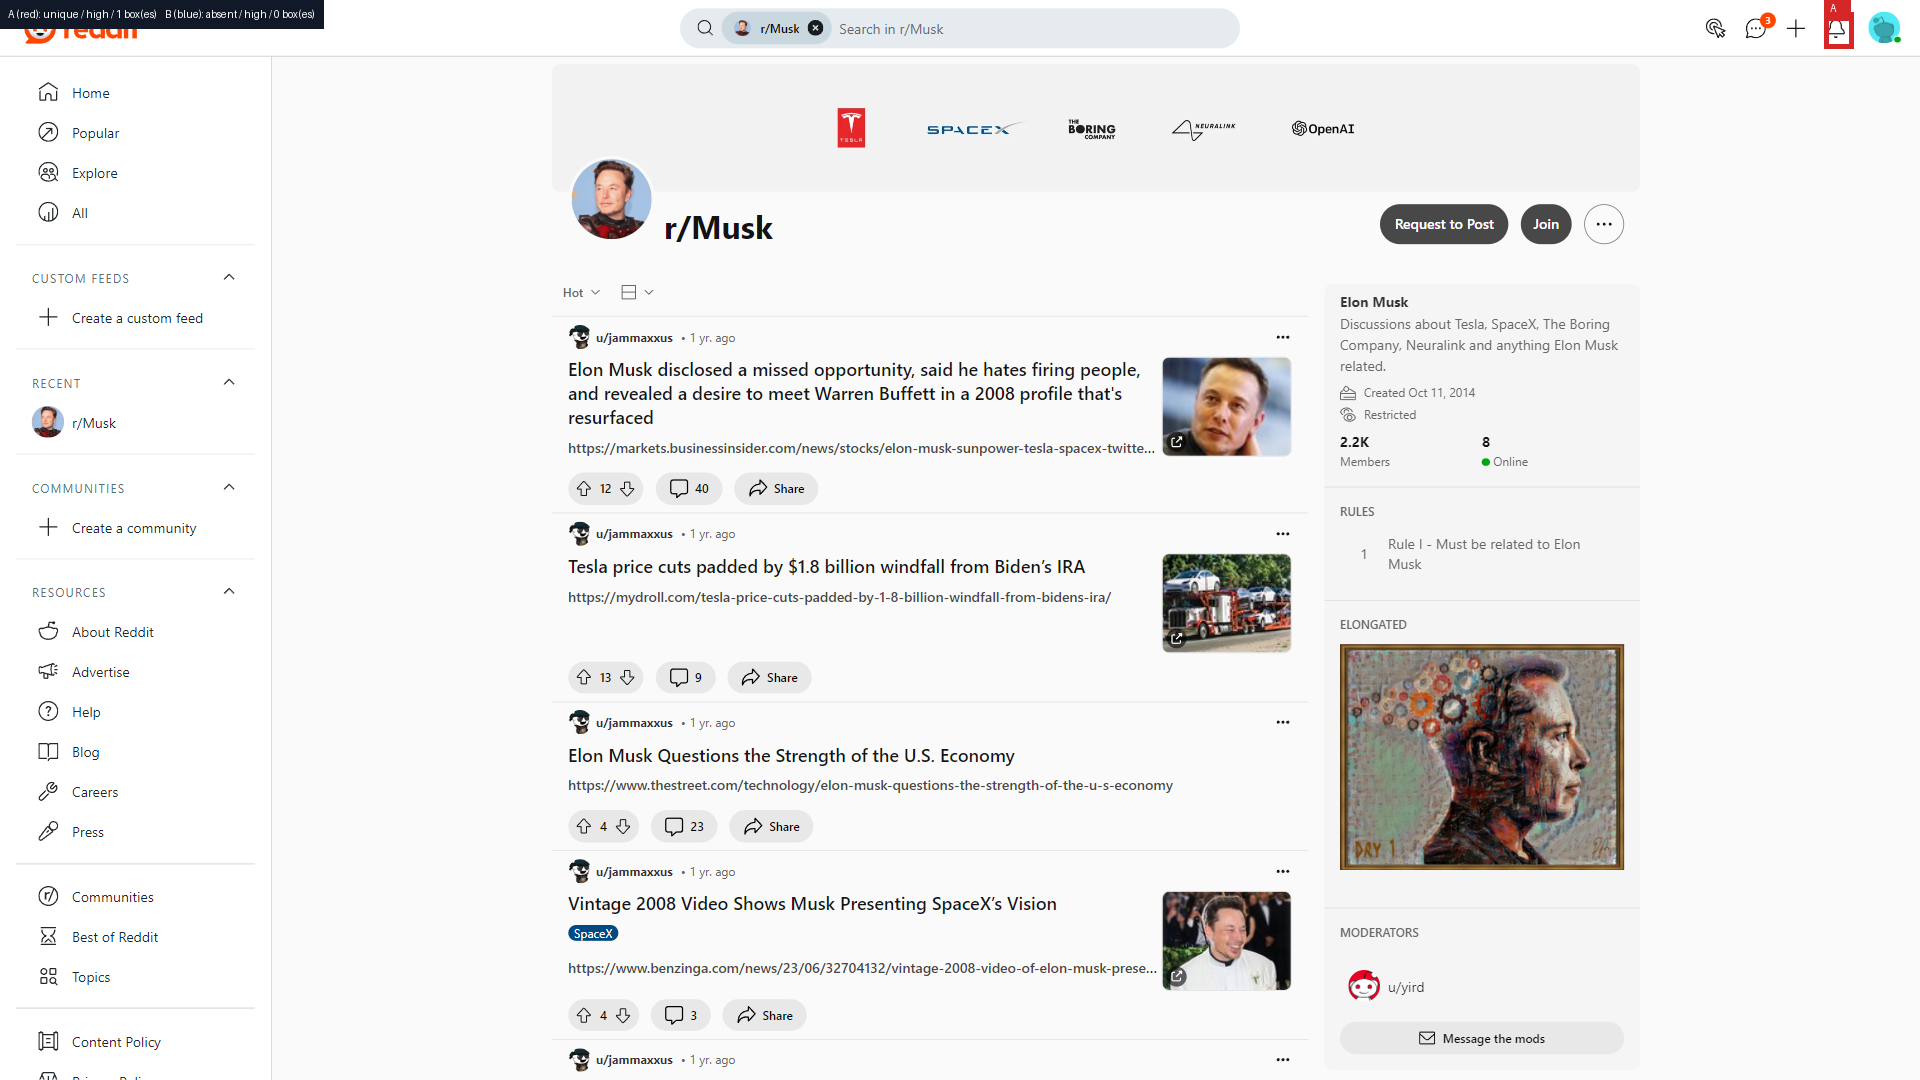 A (red): unique / high / 1 box(es) B (blue): absent / high / 0 box(es)
reddit
r/Musk
Search in r/Musk
3
A
Home
Popular
Explore
All
CUSTOM FEEDS
Create a custom feed
RECENT
r/Musk
COMMUNITIES
Create a community
RESOURCES
About Reddit
Advertise
Help
Blog
Careers
Press
Communities
Best of Reddit
Topics
Content Policy
TESLA
SPACEX
THE
BORING
COMPANY
NEURALINK
OpenAI
r/Musk
Request to Post
Join
Hot
u/jammaxxus • 1 yr. ago
Elon Musk disclosed a missed opportunity, said he hates firing people,
and revealed a desire to meet Warren Buffett in a 2008 profile that's
resurfaced
https://markets.businessinsider.com/news/stocks/elon-musk-sunpower-tesla-spacex-twitte...
12
40
Share
u/jammaxxus • 1 yr. ago
Tesla price cuts padded by $1.8 billion windfall from Biden’s IRA
https://mydroll.com/tesla-price-cuts-padded-by-1-8-billion-windfall-from-bidens-ira/
13
9
Share
u/jammaxxus • 1 yr. ago
Elon Musk Questions the Strength of the U.S. Economy
https://www.thestreet.com/technology/elon-musk-questions-the-strength-of-the-u-s-economy
4
23
Share
u/jammaxxus • 1 yr. ago
Vintage 2008 Video Shows Musk Presenting SpaceX’s Vision
SpaceX
https://www.benzinga.com/news/23/06/32704132/vintage-2008-video-of-elon-musk-prese...
4
3
Share
u/jammaxxus • 1 yr. ago
Elon Musk
Discussions about Tesla, SpaceX, The Boring
Company, Neuralink and anything Elon Musk
related.
Created Oct 11, 2014
Restricted
2.2K
Members
8
Online
RULES
1
Rule I - Must be related to Elon
Musk
ELONGATED
DAY 1
MODERATORS
u/yird
Message the mods